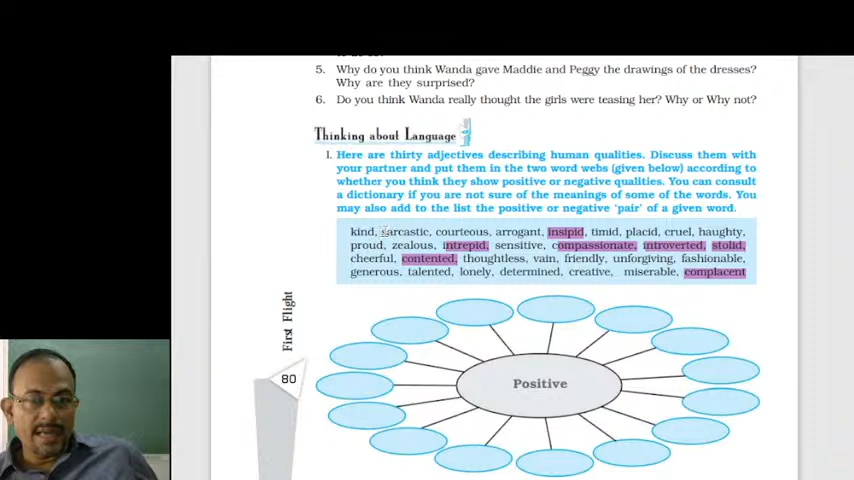 5. Why do you think Wanda gave Maddie and Peggy the drawings of the dresses?
Why are they surprised?
6. Do you think Wanda really thought the girls were teasing her? Why or Why not?
Thinking about Language
I. Here are thirty adjectives describing human qualities. Discuss them with
your partner and put them in the two word webs (given below) according to
whether you think they show positive or negative qualities. You can consult
a dictionary if you are not sure of the meanings of some of the words. You
may also add to the list the positive or negative ‘pair’ of a given word.
kind, sarcastic, courteous, arrogant, insipid, timid, placid, cruel, haughty,
proud, zealous, intrepid, sensitive, compassionate, introverted, stolid,
cheerful, contented, thoughtless, vain, friendly, unforgiving, fashionable,
generous, talented, lonely, determined, creative, miserable, complacent
First Flight
80
Positive